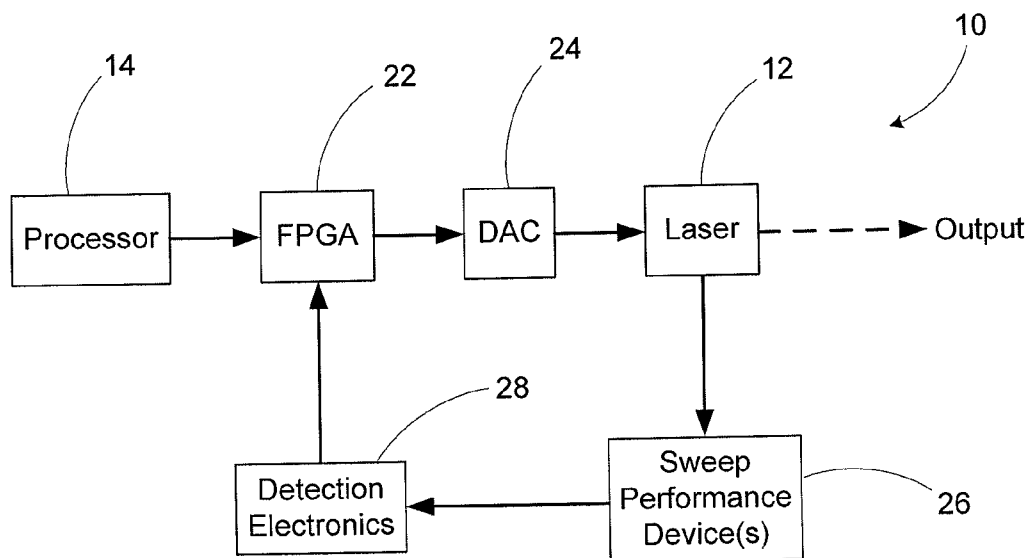 10
14
22
24
12
Processor
FPGA
DAC
Laser
Output
28
Detection
Electronics
Sweep
Performance
Device(s)
26